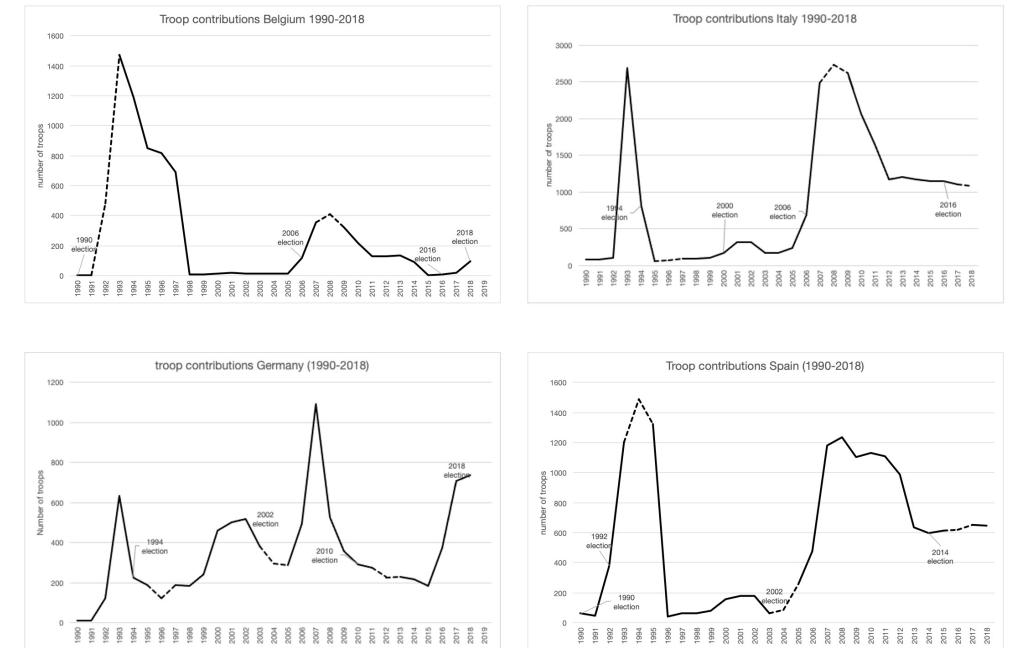 Troop contributions Belgium 1990-2018
1600
1400
1200
1000
800
600
400
200
0
number of troops
1990
election
2006
election
2016
election
2018
election
1990 1991 1992 1993 1994 1995 1996 1997 1998 1999 2000 2001 2002 2003 2004 2005 2006 2007 2008 2009 2010 2011 2012 2013 2014 2015 2016 2017 2018 2019
Troop contributions Italy 1990-2018
3000
2500
2000
1500
1000
500
0
number of troops
1994
election
2000
election
2006
election
2016
election
1990 1991 1992 1993 1994 1995 1996 1997 1998 1999 2000 2001 2002 2003 2004 2005 2006 2007 2008 2009 2010 2011 2012 2013 2014 2015 2016 2017 2018
troop contributions Germany (1990-2018)
1200
1000
800
600
400
200
0
Number of troops
1994
election
2002
election
2010
election
2018
election
1990 1991 1992 1993 1994 1995 1996 1997 1998 1999 2000 2001 2002 2003 2004 2005 2006 2007 2008 2009 2010 2011 2012 2013 2014 2015 2016 2017 2018 2019
Troop contributions Spain (1990-2018)
1600
1400
1200
1000
800
600
400
200
0
number of troops
1992
election
1990
election
2002
election
2014
election
1990 1991 1992 1993 1994 1995 1996 1997 1998 1999 2000 2001 2002 2003 2004 2005 2006 2007 2008 2009 2010 2011 2012 2013 2014 2015 2016 2017 2018